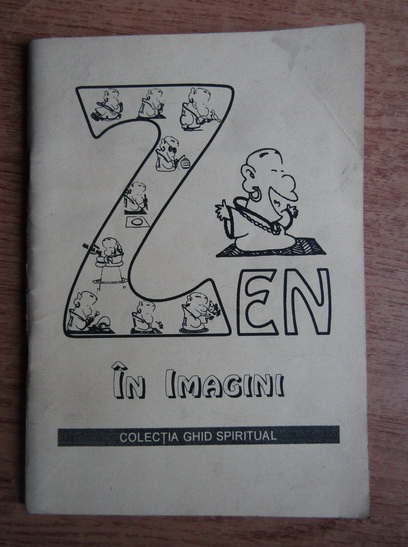 ZEN
ÎN IMAGINI
COLECȚIA GHID SPIRITUAL